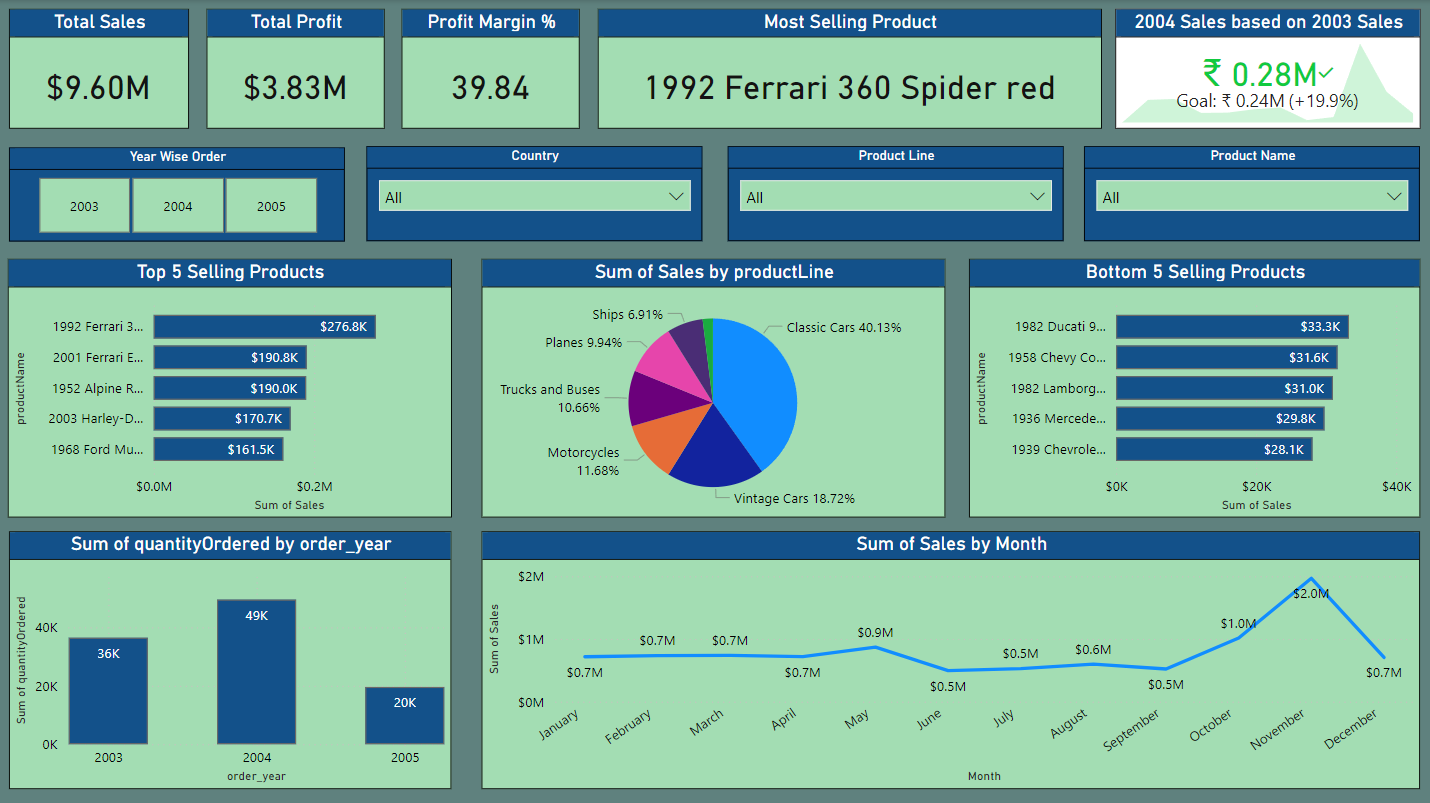 Total Sales
$9.60M
Total Profit
$3.83M
Profit Margin %
39.84
Most Selling Product
1992 Ferrari 360 Spider red
2004 Sales based on 2003 Sales
₹ 0.28M
Goal: ₹ 0.24M (+19.9%)
Year Wise Order
2003
2004
2005
Country
All
Product Line
All
Product Name
All
Top 5 Selling Products
productName
1992 Ferrari 3... $276.8K
2001 Ferrari E... $190.8K
1952 Alpine R... $190.0K
2003 Harley-D... $170.7K
1968 Ford Mu... $161.5K
$0.0M $0.2M
Sum of Sales
Sum of Sales by productLine
Ships 6.91%
Classic Cars 40.13%
Planes 9.94%
Trucks and Buses
10.66%
Motorcycles
11.68%
Vintage Cars 18.72%
Bottom 5 Selling Products
productName
1982 Ducati 9... $33.3K
1958 Chevy Co... $31.6K
1982 Lamborg... $31.0K
1936 Mercede... $29.8K
1939 Chevrole... $28.1K
$0K $20K $40K
Sum of Sales
Sum of quantityOrdered by order_year
Sum of quantityOrdered
40K
20K
0K
36K
49K
20K
2003 2004 2005
order_year
Sum of Sales by Month
Sum of Sales
$2M
$1M
$0M
$0.7M
$0.7M
$0.7M
$0.7M
$0.9M
$0.5M
$0.5M
$0.6M
$0.5M
$1.0M
$2.0M
$0.7M
January
February
March
April
May
June
July
August
September
October
November
December
Month